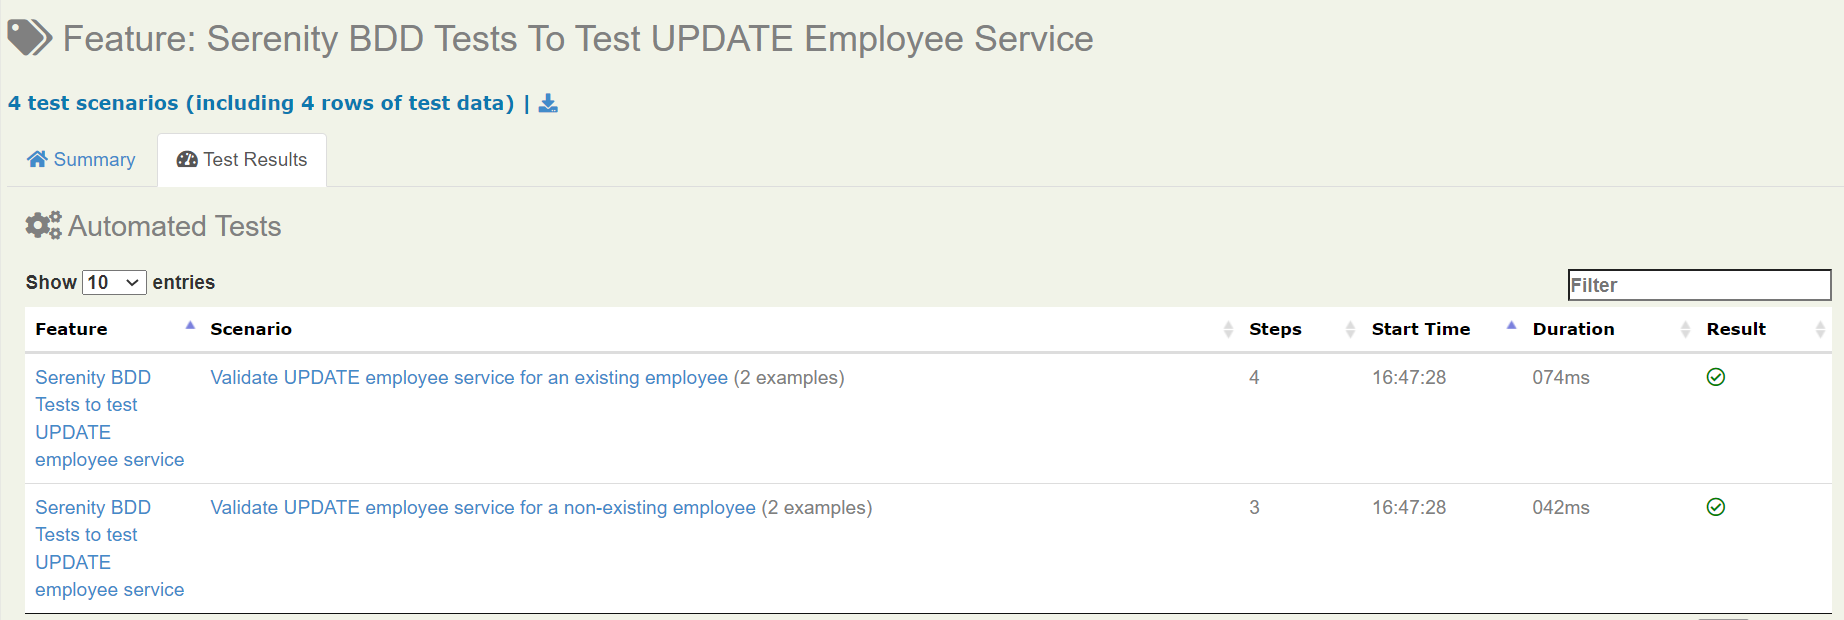 Feature: Serenity BDD Tests To Test UPDATE Employee Service
4 test scenarios (including 4 rows of test data) |
Summary
Test Results
Automated Tests
Show 10 entries
Filter
Feature Scenario Steps Start Time Duration Result
Serenity BDD Validate UPDATE employee service for an existing employee (2 examples) 4 16:47:28 074ms
Tests to test
UPDATE
employee service
Serenity BDD Validate UPDATE employee service for a non-existing employee (2 examples) 3 16:47:28 042ms
Tests to test
UPDATE
employee service